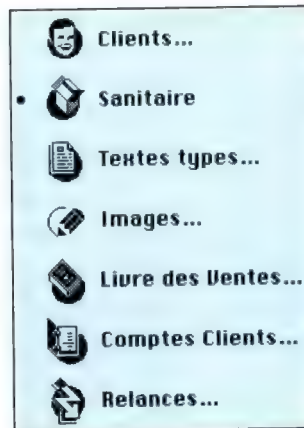 Clients...
• Sanitaire
Textes types...
Images...
Livre des Ventes...
Comptes Clients...
Relances...